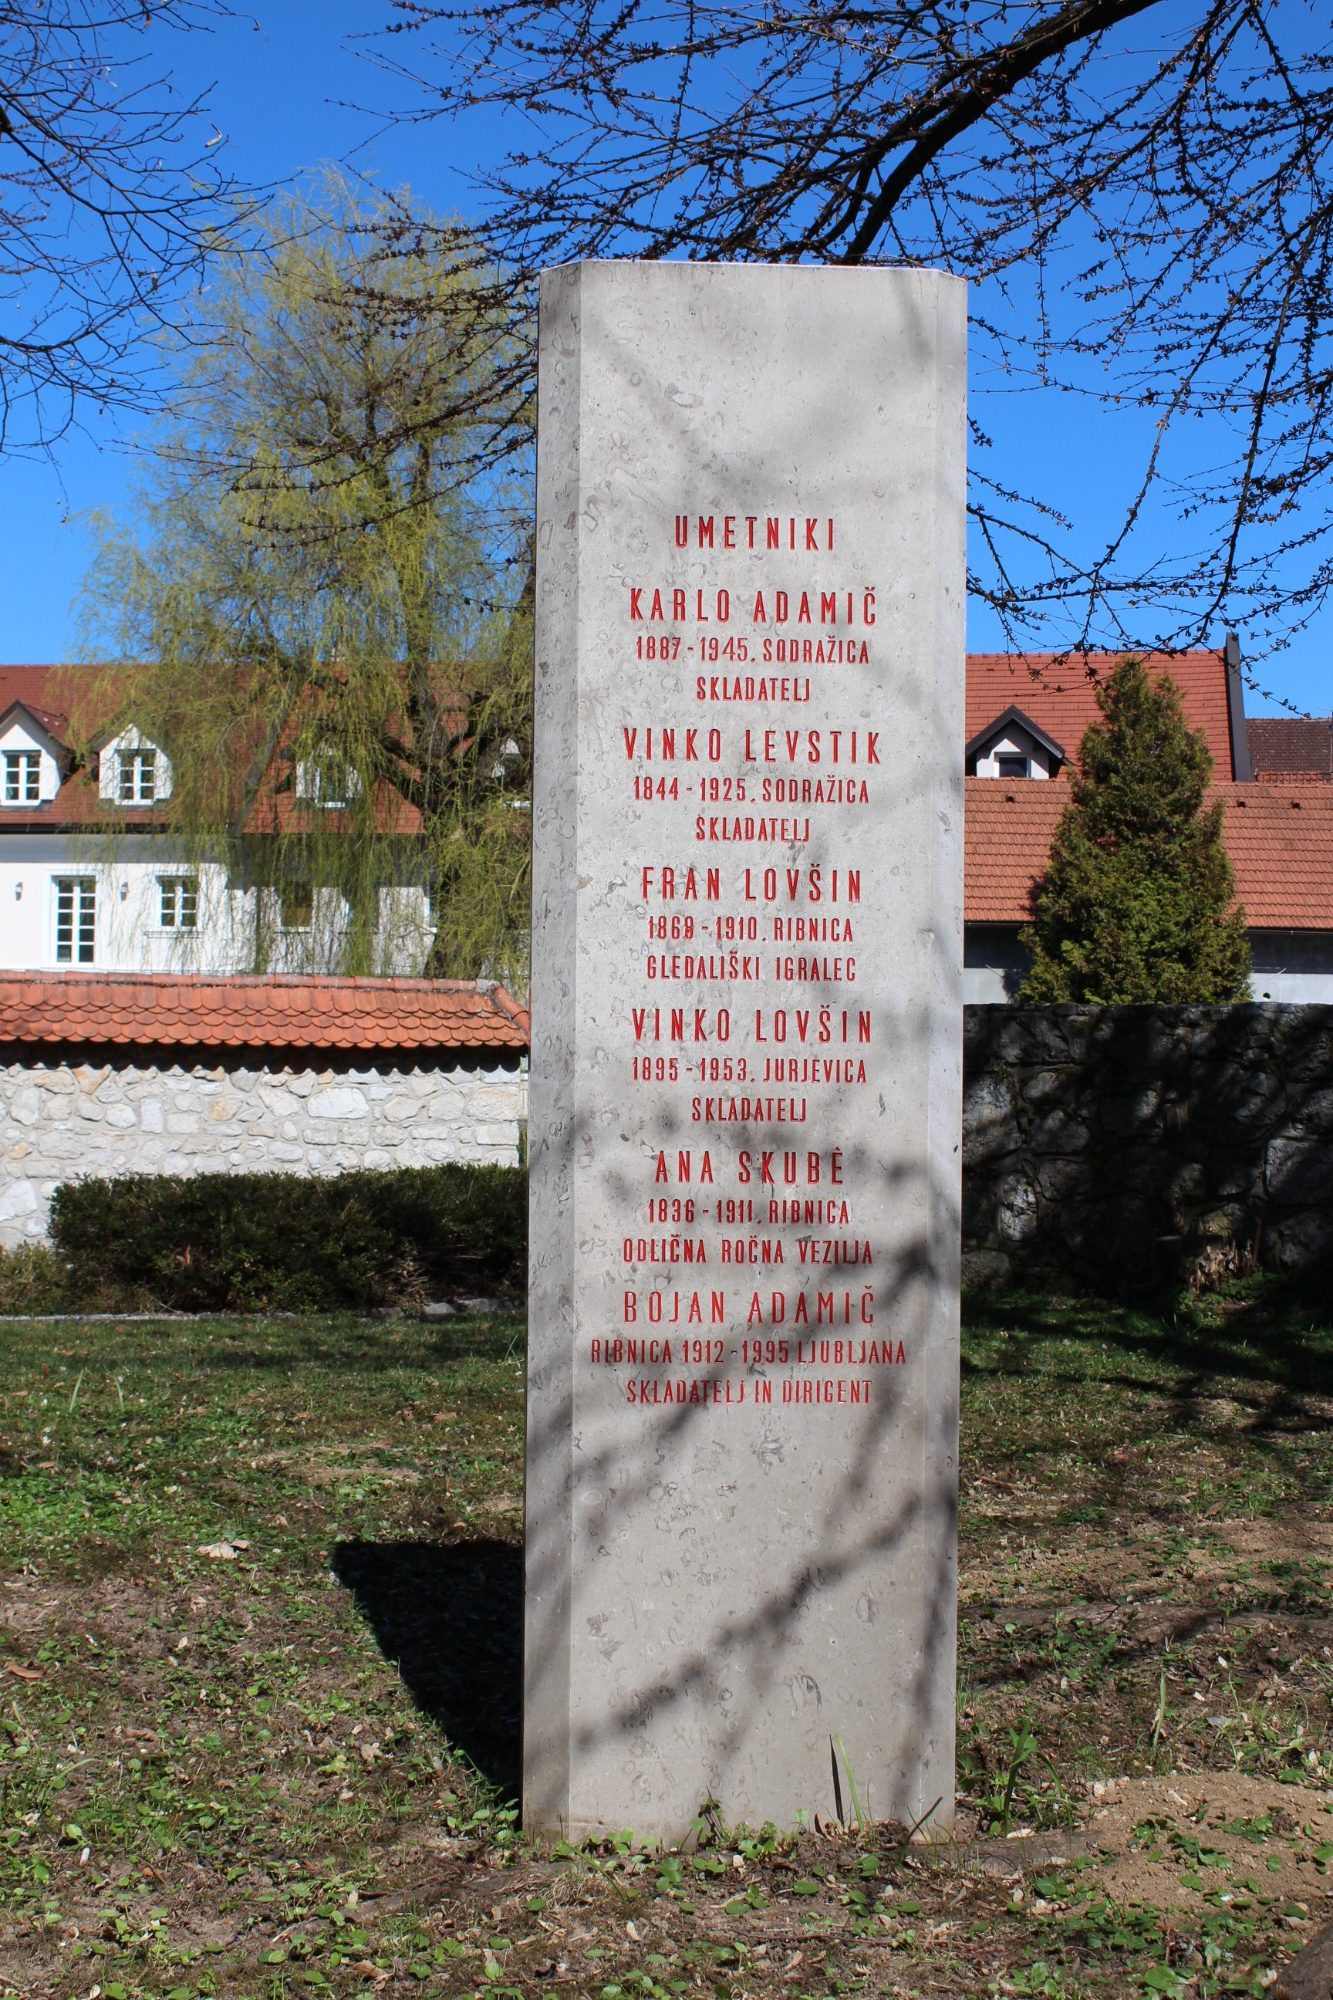 UMETNIKI
KARLO ADAMIČ
1887-1945, SODRAŽICA
SKLADATELJ
VINKO LEVSTIK
1844-1925, SODRAŽICA
SKLADATELJ
FRAN LOVŠIN
1868-1910, RIBNICA
GLEDALIŠKI IGRALEC
VINKO LOVŠIN
1895-1953, JURJEVICA
SKLADATELJ
ANA SKUBÊ
1836-1911, RIBNICA
ODLIČNA ROČNA VEZILJA
BOJAN ADAMIČ
RIBNICA 1912-1995 LJUBLJANA
SKLADATELJ IN DIRIGENT